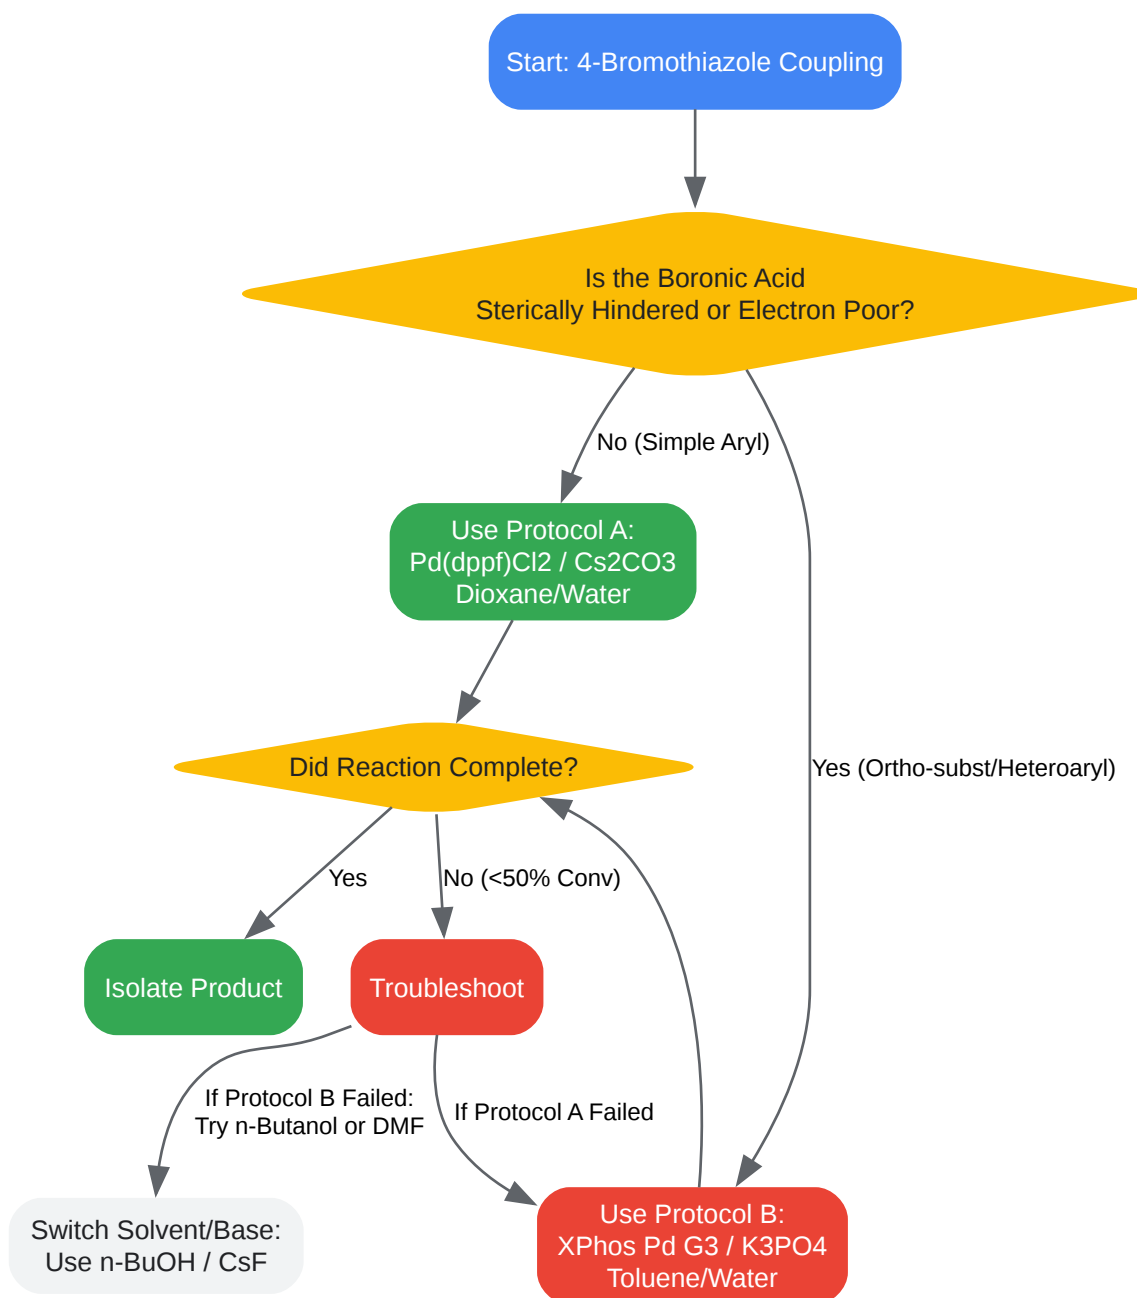 Start: 4-Bromothiazole Coupling
Is the Boronic Acid
Sterically Hindered or Electron Poor?
No (Simple Aryl)
Use Protocol A:
Pd(dppf)Cl2 / Cs2CO3
Dioxane/Water
Did Reaction Complete?
Yes (Ortho-subst/Heteroaryl)
Yes
No (<50% Conv)
Isolate Product
Troubleshoot
If Protocol B Failed:
Try n-Butanol or DMF
If Protocol A Failed
Switch Solvent/Base:
Use n-BuOH / CsF
Use Protocol B:
XPhos Pd G3 / K3PO4
Toluene/Water